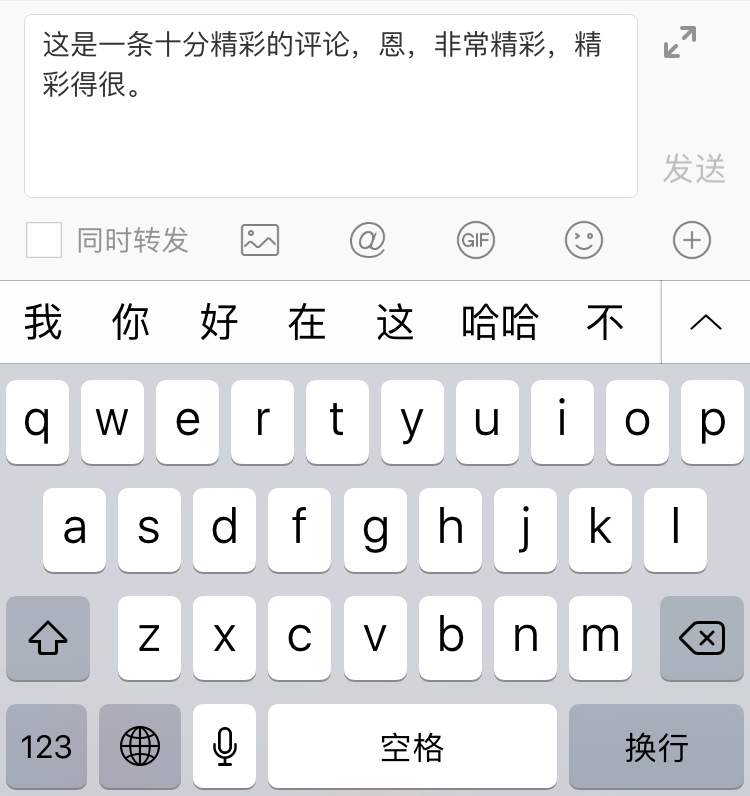 这是一条十分精彩的评论，恩，非常精彩，精
彩得很。
发送
同时转发 @ GIF
我 你 好 在 这 哈哈 不
q w e r t y u i o p
a s d f g h j k l
z x c v b n m
123 空格 换行